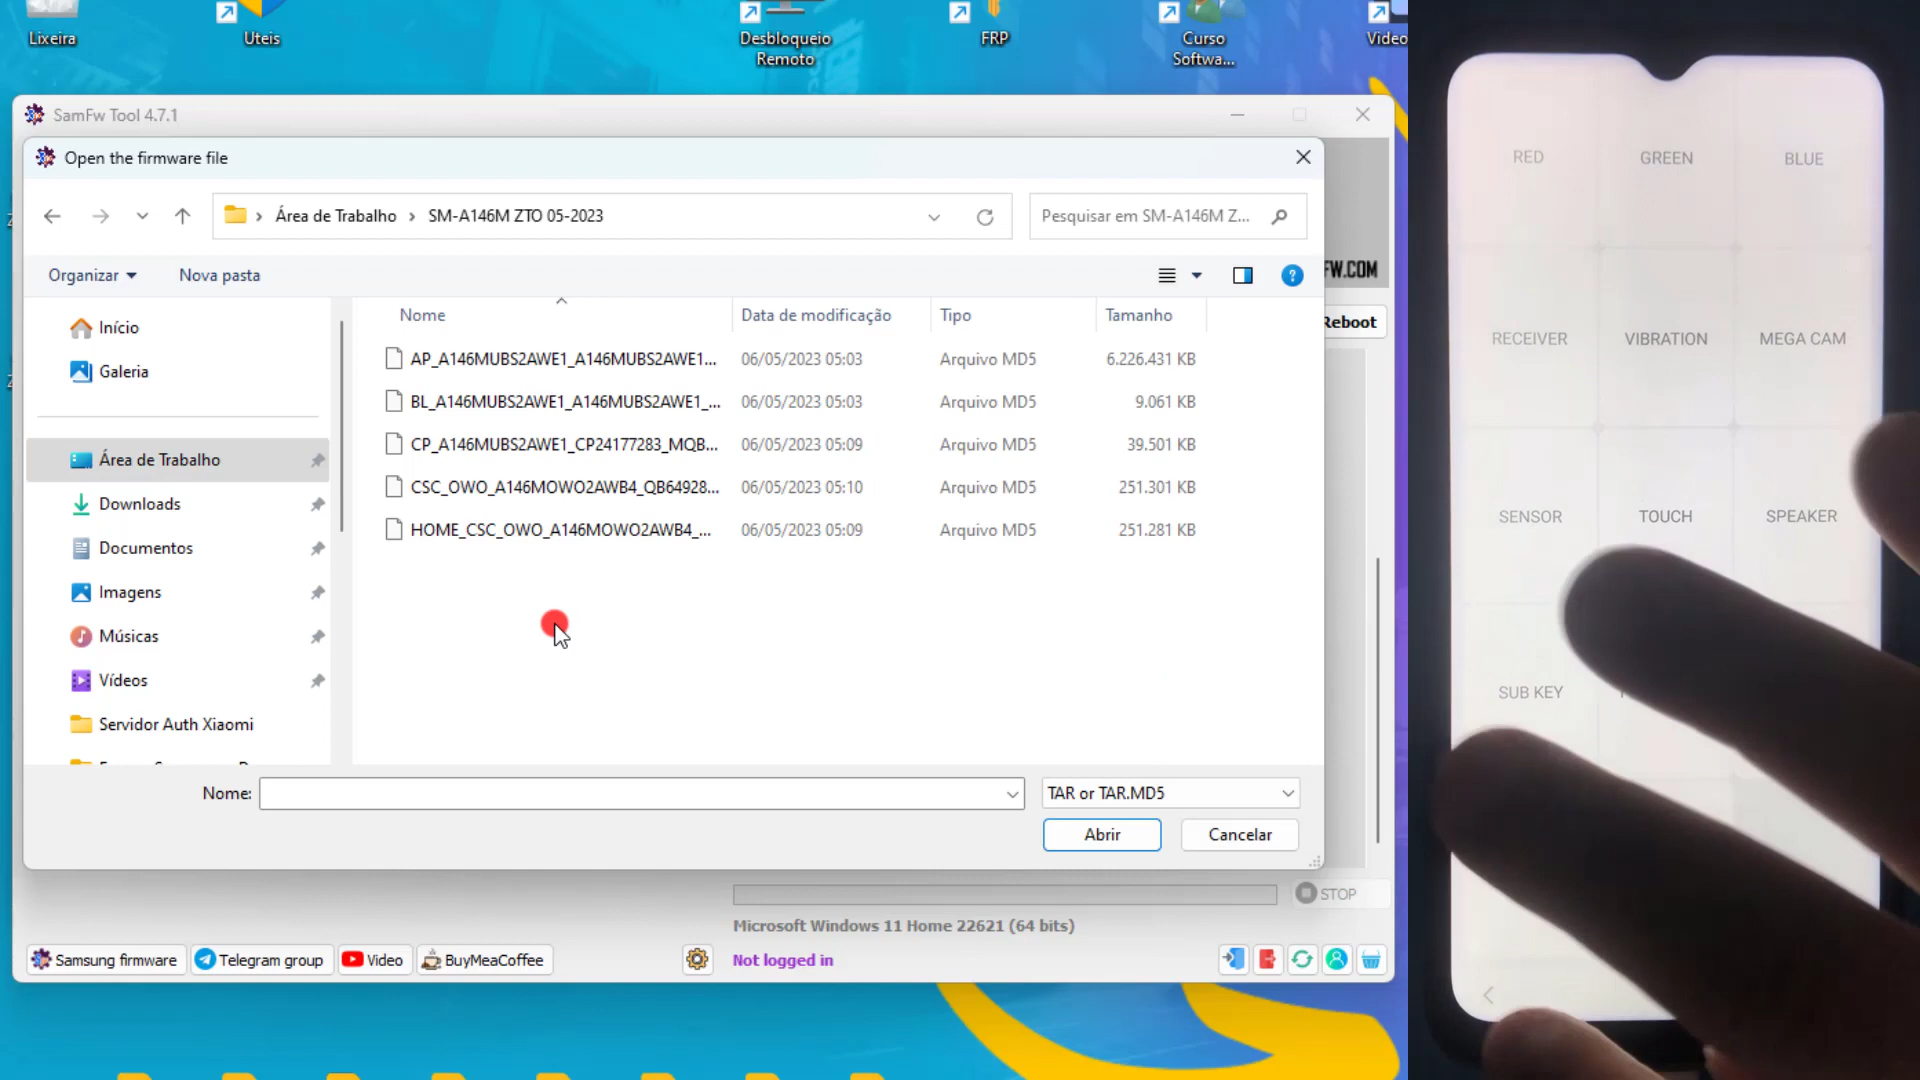 Lixeira
Uteis
Desbloqueio
Remoto
FRP
Curso
Softwa...
Video
SamFw Tool 4.7.1
Open the firmware file
Área de Trabalho
SM-A146M ZTO 05-2023
Pesquisar em SM-A146M Z...
Organizar
Nova pasta
FW.COM
Reboot
Início
Galeria
Área de Trabalho
Downloads
Documentos
Imagens
Músicas
Vídeos
Servidor Auth Xiaomi
Nome Data de modificação Tipo Tamanho
AP_A146MUBS2AWE1_A146MUBS2AWE1... 06/05/2023 05:03 Arquivo MD5 6.226.431 KB
BL_A146MUBS2AWE1_A146MUBS2AWE1_... 06/05/2023 05:03 Arquivo MD5 9.061 KB
CP_A146MUBS2AWE1_CP24177283_MQB... 06/05/2023 05:09 Arquivo MD5 39.501 KB
CSC_OWO_A146MOWO2AWB4_QB64928... 06/05/2023 05:10 Arquivo MD5 251.301 KB
HOME_CSC_OWO_A146MOWO2AWB4_... 06/05/2023 05:09 Arquivo MD5 251.281 KB
Nome:
TAR or TAR.MD5
Abrir
Cancelar
STOP
Microsoft Windows 11 Home 22621 (64 bits)
Samsung firmware
Telegram group
Video
BuyMeaCoffee
Not logged in
RED GREEN BLUE
RECEIVER VIBRATION MEGA CAM
SENSOR TOUCH SPEAKER
SUB KEY